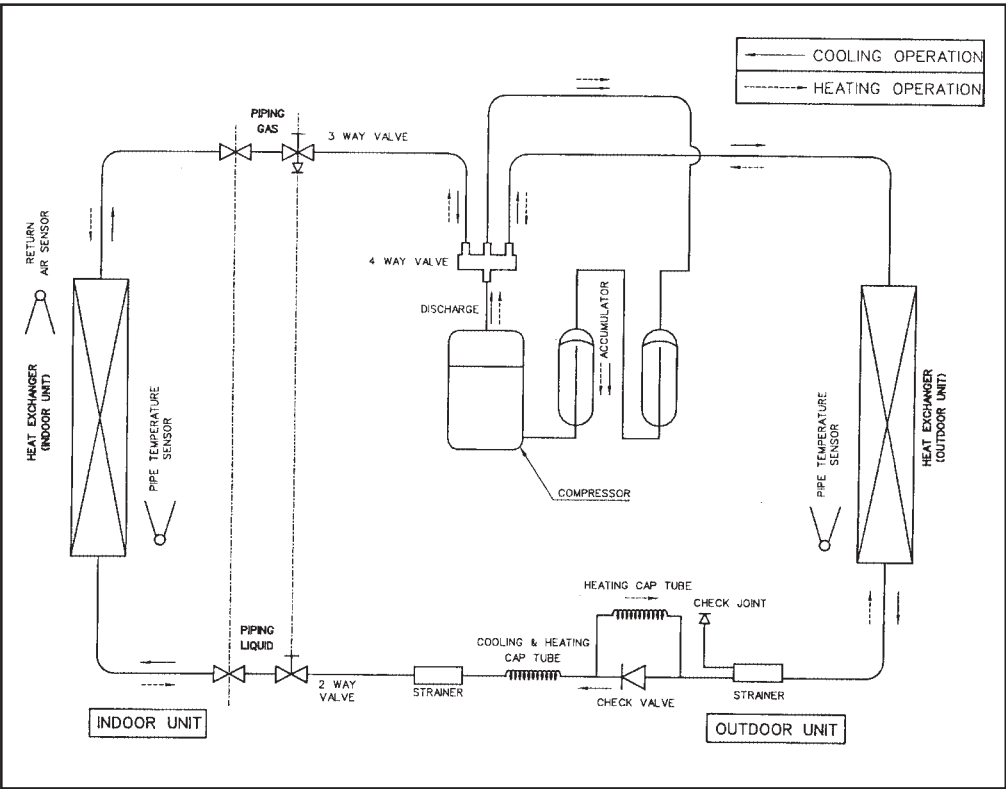 COOLING OPERATION
HEATING OPERATION
PIPING
GAS
3 WAY VALVE
RETURN
AIR SENSOR
4 WAY VALVE
DISCHARGE
ACCUMULATOR
HEAT EXCHANGER
(INDOOR UNIT)
PIPE TEMPERATURE
SENSOR
COMPRESSOR
PIPE TEMPERATURE
SENSOR
HEAT EXCHANGER
(OUTDOOR UNIT)
HEATING CAP TUBE
CHECK JOINT
PIPING
LIQUID
COOLING & HEATING
CAP TUBE
2 WAY
VALVE
STRAINER
CHECK VALVE
STRAINER
INDOOR UNIT
OUTDOOR UNIT